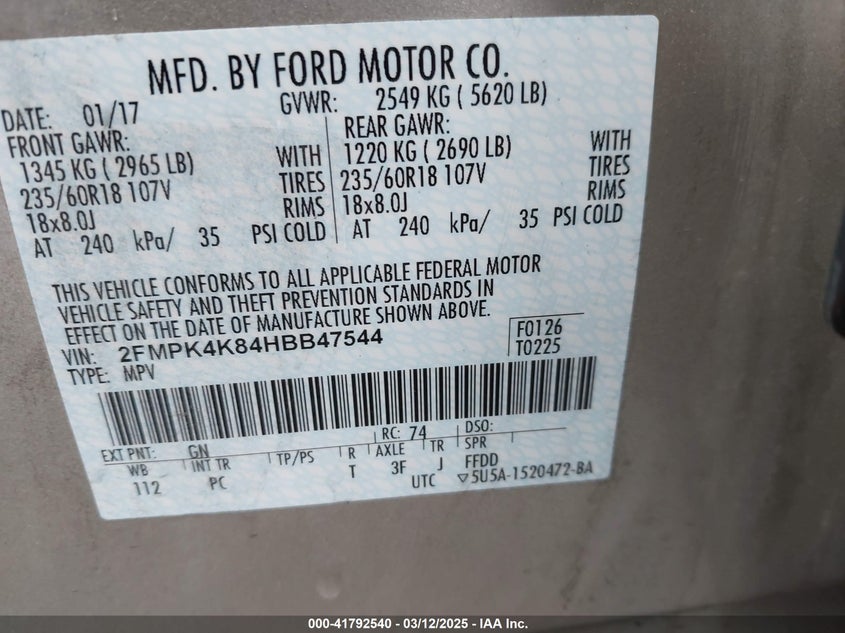 MFD. BY FORD MOTOR CO.
DATE: 01/17 GVWR: 2549 KG ( 5620 LB)
FRONT GAWR: REAR GAWR:
1345 KG ( 2965 LB) WITH 1220 KG ( 2690 LB) WITH
235/60R18 107V TIRES 235/60R18 107V TIRES
18x8.0J RIMS 18x8.0J RIMS
AT 240 kPa/ 35 PSI COLD AT 240 kPa/ 35 PSI COLD
THIS VEHICLE CONFORMS TO ALL APPLICABLE FEDERAL MOTOR
VEHICLE SAFETY AND THEFT PREVENTION STANDARDS IN
EFFECT ON THE DATE OF MANUFACTURE SHOWN ABOVE.
VIN: 2FMPK4K84HBB47544 F0126
TYPE: MPV T0225
EXT PNT: GN RC: 74 DSO:
WB INT TR TP/PS R AXLE TR SPR
112 PC T 3F J FFDD
UTC ▽5U5A-1520472-BA
000-41792540 - 03/12/2025 - IAA Inc.